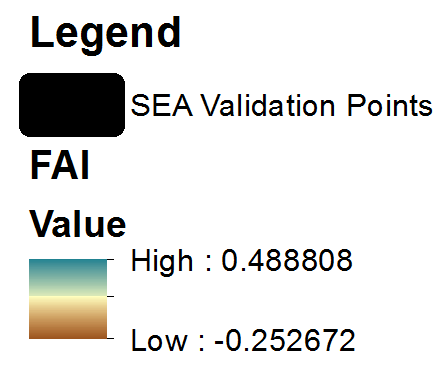 Legend
SEA Validation Points
FAI
Value
High : 0.488808
Low : -0.252672